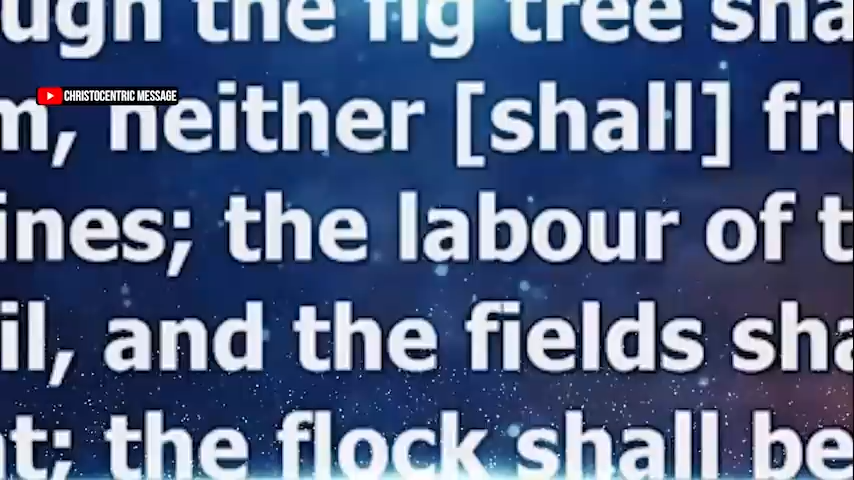 ugh the fig tree sha
CHRISTOCENTRIC MESSAGE
m, neither [shall] fru
ines; the labour of t
il, and the fields sha
t; the flock shall be